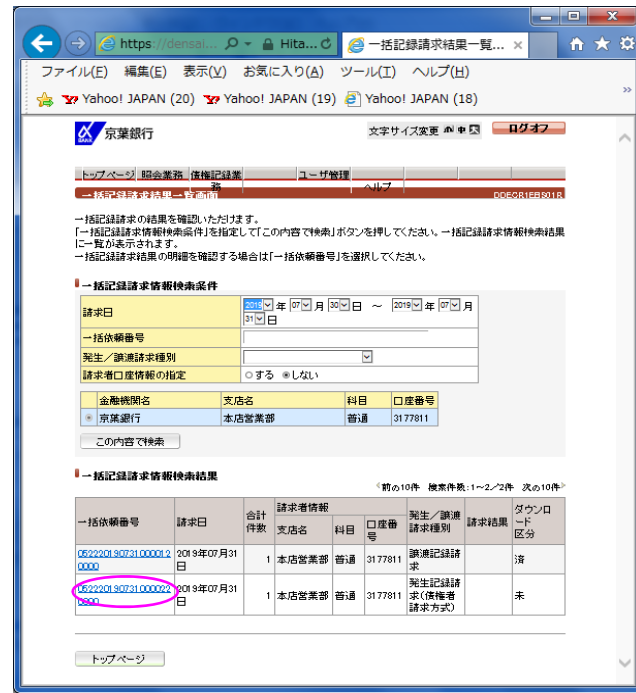 https://densai... Hita... 一括記録請求結果一覧...
ファイル(F) 編集(E) 表示(V) お気に入り(A) ツール(T) ヘルプ(H)
Yahoo! JAPAN (20) Yahoo! JAPAN (19) Yahoo! JAPAN (18)
京葉銀行 文字サイズ変更 小 中 大 ログオフ
トップページ 照会業務 債権記録業務 ユーザ管理 ヘルプ
一括記録請求結果一覧画面 DDECR1EBS01R
一括記録請求の結果を確認いただけます。
「一括記録請求情報検索条件」を指定して「この内容で検索」ボタンを押してください。一括記録請求情報検索結果
に一覧が表示されます。
一括記録請求結果の明細を確認する場合は「一括依頼番号」を選択してください。
一括記録請求情報検索条件
請求日 2019 年 07 月 30 日 ～ 2019 年 07 月
31 日
一括依頼番号
発生／譲渡請求種別
請求者口座情報の指定 する しない
金融機関名 支店名 科目 口座番号
京葉銀行 本店営業部 普通 3177811
この内容で検索
一括記録請求情報検索結果
前の10件 検索件数:1～2／2件 次の10件
一括依頼番号 請求日 合計件数 請求者情報 発生／譲渡請求種別 請求結果 ダウンロード区分
支店名 科目 口座番号
0522201907310000120000 2019年07月31日 1 本店営業部 普通 3177811 譲渡記録請求 済
0522201907310000220000 2019年07月31日 1 本店営業部 普通 3177811 発生記録請求(債権者請求方式) 未
トップページ